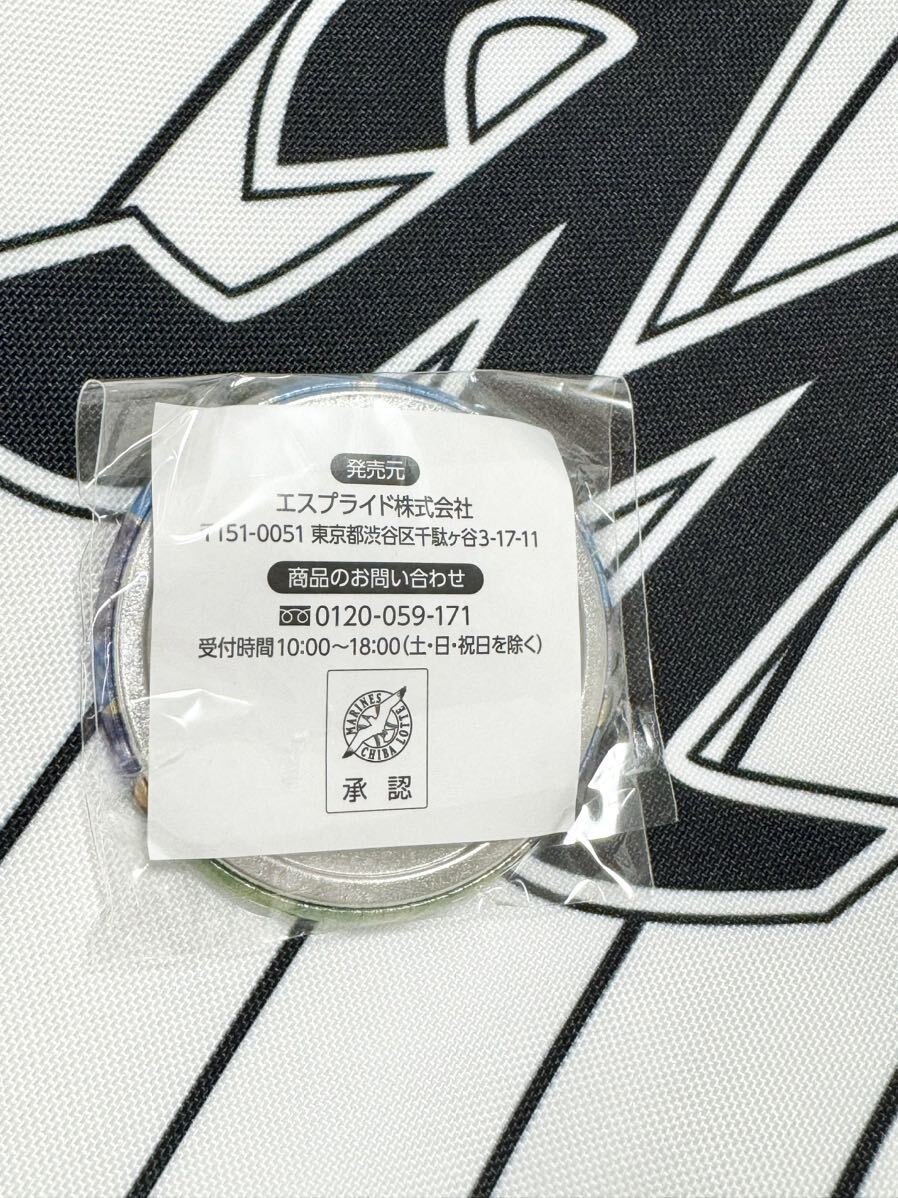 発売元
エスプライド株式会社
〒151-0051 東京都渋谷区千駄ヶ谷3-17-11
商品のお問い合わせ
0120-059-171
受付時間10:00〜18:00(土・日・祝日を除く)
MARINES
CHIBA LOTTE
承認